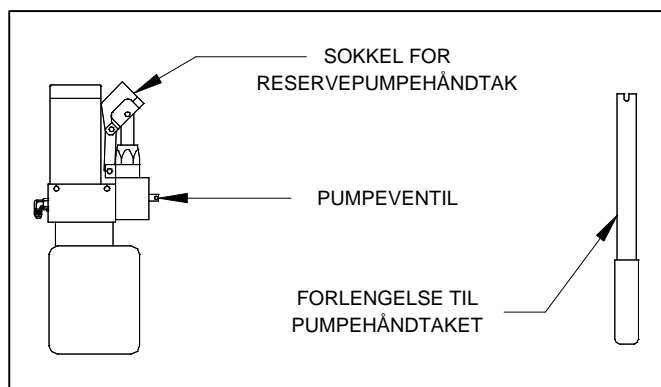 SOKKEL FOR
RESERVEPUMPEHÅNDTAK
PUMPEVENTIL
FORLENGELSE TIL
PUMPEHÅNDTAKET